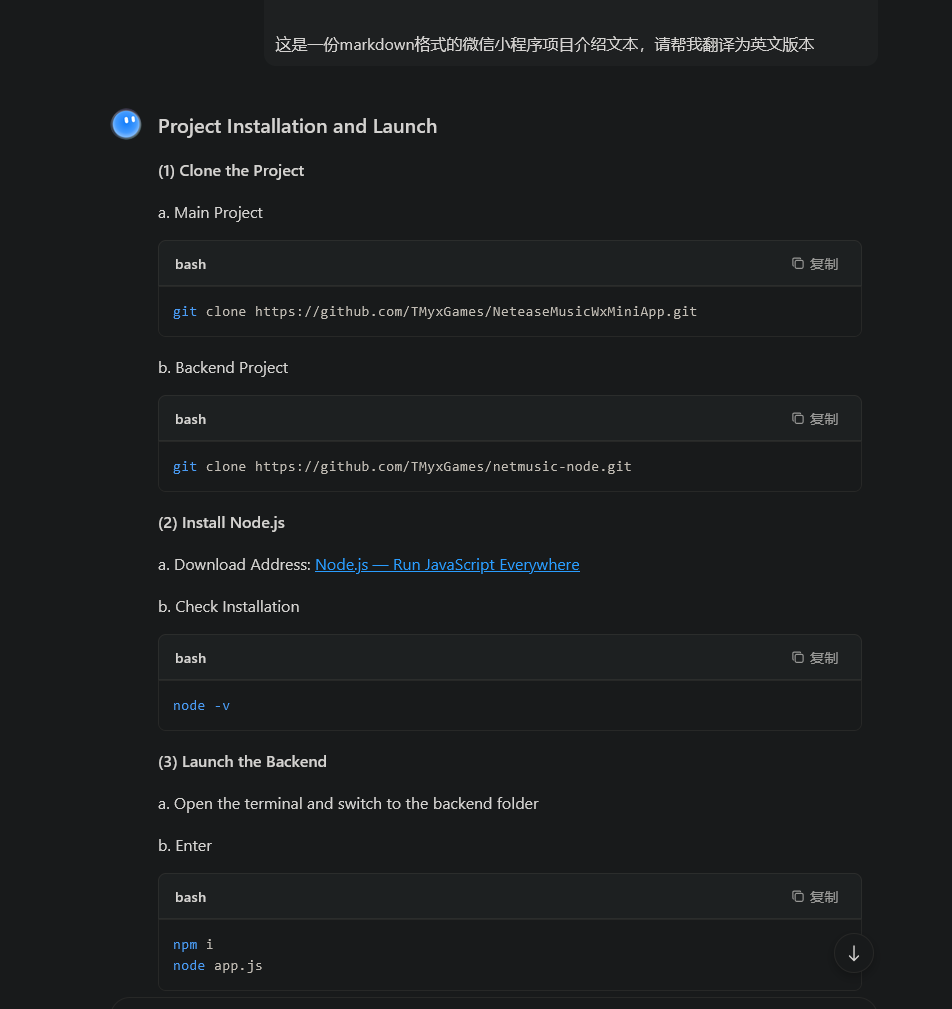 这是一份markdown格式的微信小程序项目介绍文本，请帮我翻译为英文版本
Project Installation and Launch
(1) Clone the Project
a. Main Project
bash
复制
git clone https://github.com/TMyxGames/NeteaseMusicWxMiniApp.git
b. Backend Project
bash
复制
git clone https://github.com/TMyxGames/netmusic-node.git
(2) Install Node.js
a. Download Address: Node.js — Run JavaScript Everywhere
b. Check Installation
bash
复制
node -v
(3) Launch the Backend
a. Open the terminal and switch to the backend folder
b. Enter
bash
复制
npm i
node app.js